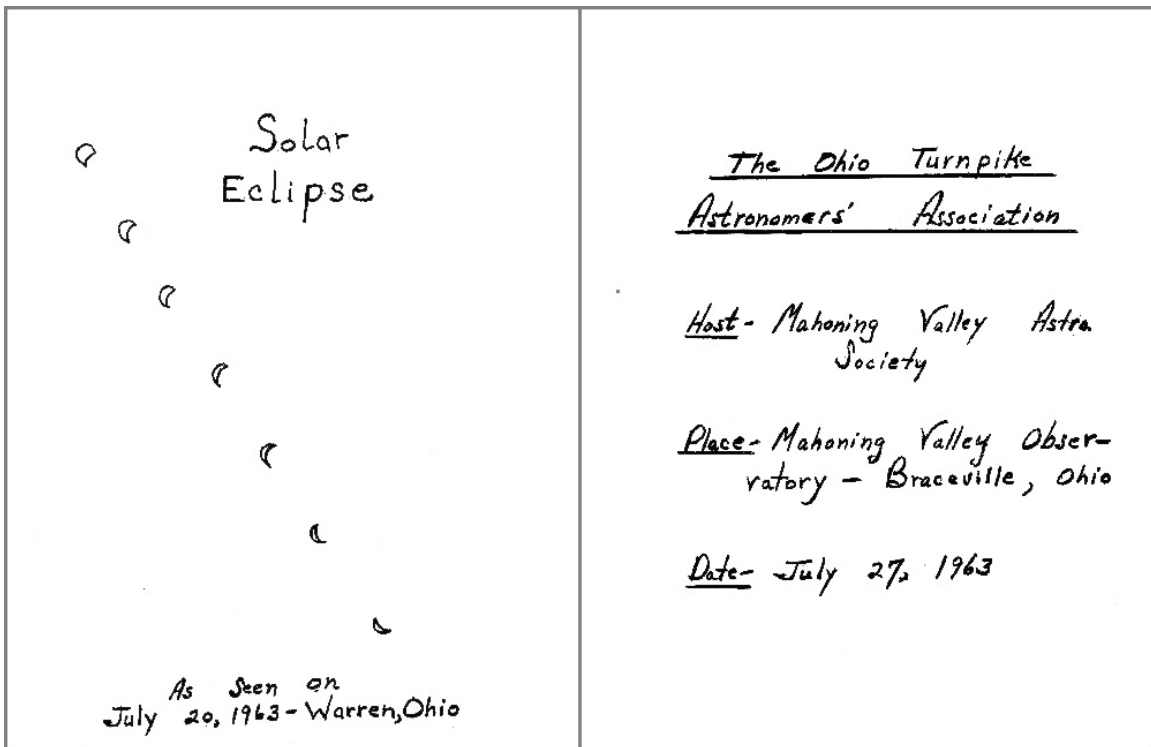 Solar
Eclipse
As Seen on
July 20, 1963 - Warren, Ohio
The Ohio Turnpike
Astronomers' Association
Host - Mahoning Valley Astro.
Society
Place - Mahoning Valley Obser-
vatory - Braceville, Ohio
Date - July 27, 1963